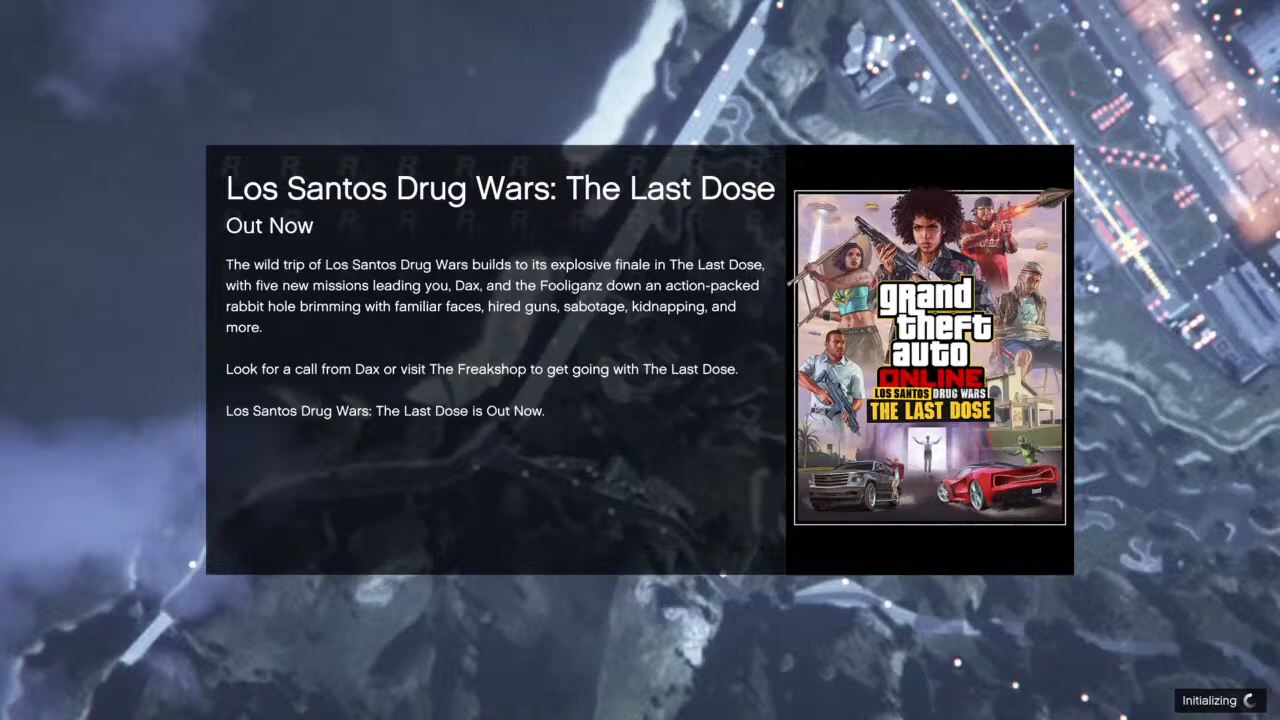 Los Santos Drug Wars: The Last Dose
Out Now
The wild trip of Los Santos Drug Wars builds to its explosive finale in The Last Dose,
with five new missions leading you, Dax, and the Fooliganz down an action-packed
rabbit hole brimming with familiar faces, hired guns, sabotage, kidnapping, and
more.
Look for a call from Dax or visit The Freakshop to get going with The Last Dose.
Los Santos Drug Wars: The Last Dose is Out Now.
grand
theft
auto
ONLINE
LOS SANTOS DRUG WARS
THE LAST DOSE
Initializing